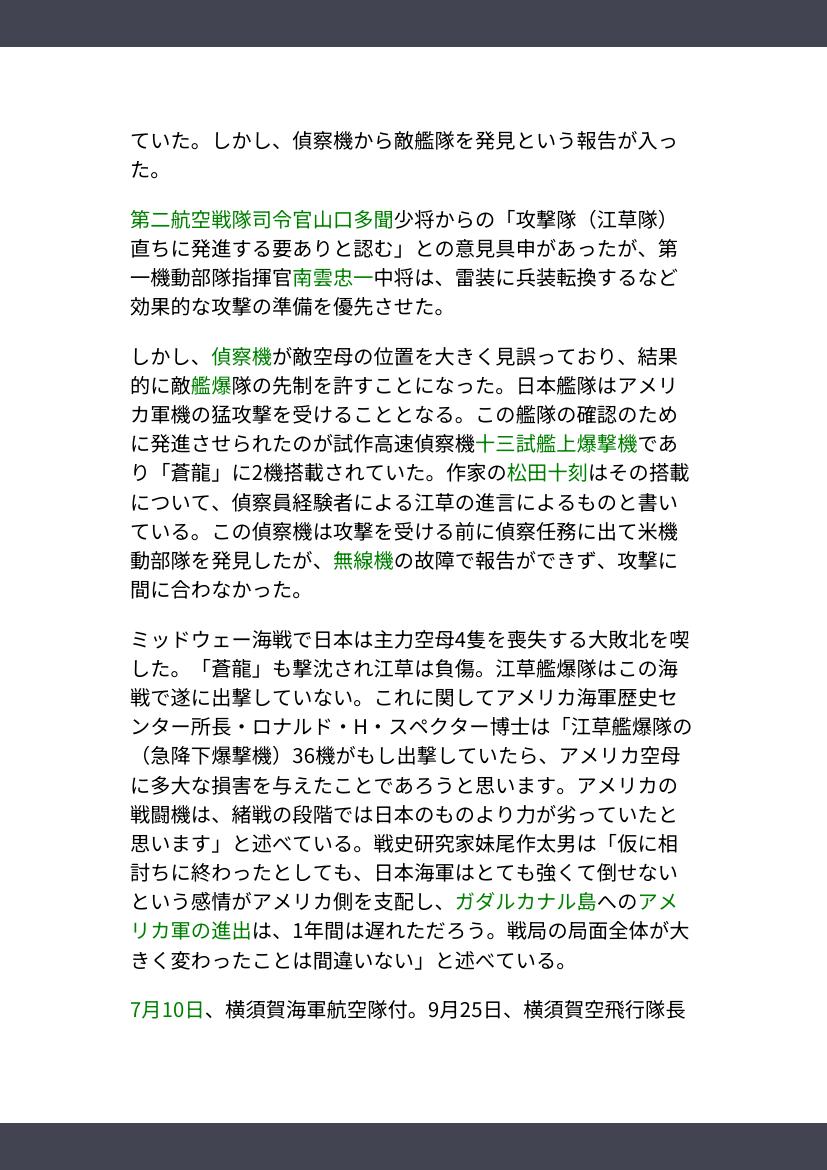 ていた。しかし、偵察機から敵艦隊を発見という報告が入っ
た。
第二航空戦隊司令官山口多聞少将からの「攻撃隊（江草隊）
直ちに発進する要ありと認む」との意見具申があったが、第
一機動部隊指揮官南雲忠一中将は、雷装に兵装転換するなど
効果的な攻撃の準備を優先させた。
しかし、偵察機が敵空母の位置を大きく見誤っており、結果
的に敵艦爆隊の先制を許すことになった。日本艦隊はアメリ
カ軍機の猛攻撃を受けることとなる。この艦隊の確認のため
に発進させられたのが試作高速偵察機十三試艦上爆撃機であ
り「蒼龍」に2機搭載されていた。作家の松田十刻はその搭載
について、偵察員経験者による江草の進言によるものと書い
ている。この偵察機は攻撃を受ける前に偵察任務に出て米機
動部隊を発見したが、無線機の故障で報告ができず、攻撃に
間に合わなかった。
ミッドウェー海戦で日本は主力空母4隻を喪失する大敗北を喫
した。「蒼龍」も撃沈され江草は負傷。江草艦爆隊はこの海
戦で遂に出撃していない。これに関してアメリカ海軍歴史セ
ンター所長・ロナルド・H・スペクター博士は「江草艦爆隊の
（急降下爆撃機）36機がもし出撃していたら、アメリカ空母
に多大な損害を与えたことであろうと思います。アメリカの
戦闘機は、緒戦の段階では日本のものより力が劣っていたと
思います」と述べている。戦史研究家妹尾作太男は「仮に相
討ちに終わったとしても、日本海軍はとても強くて倒せない
という感情がアメリカ側を支配し、ガダルカナル島へのアメ
リカ軍の進出は、1年間は遅れただろう。戦局の局面全体が大
きく変わったことは間違いない」と述べている。
7月10日、横須賀海軍航空隊付。9月25日、横須賀空飛行隊長